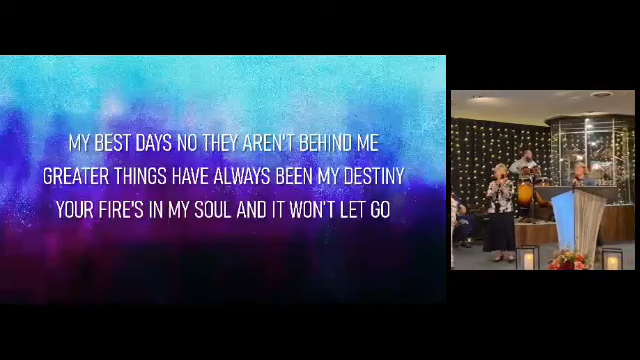 MY BEST DAYS NO THEY AREN'T BEHIND ME
GREATER THINGS HAVE ALWAYS BEEN MY DESTINY
YOUR FIRE'S IN MY SOUL AND IT WON'T LET GO